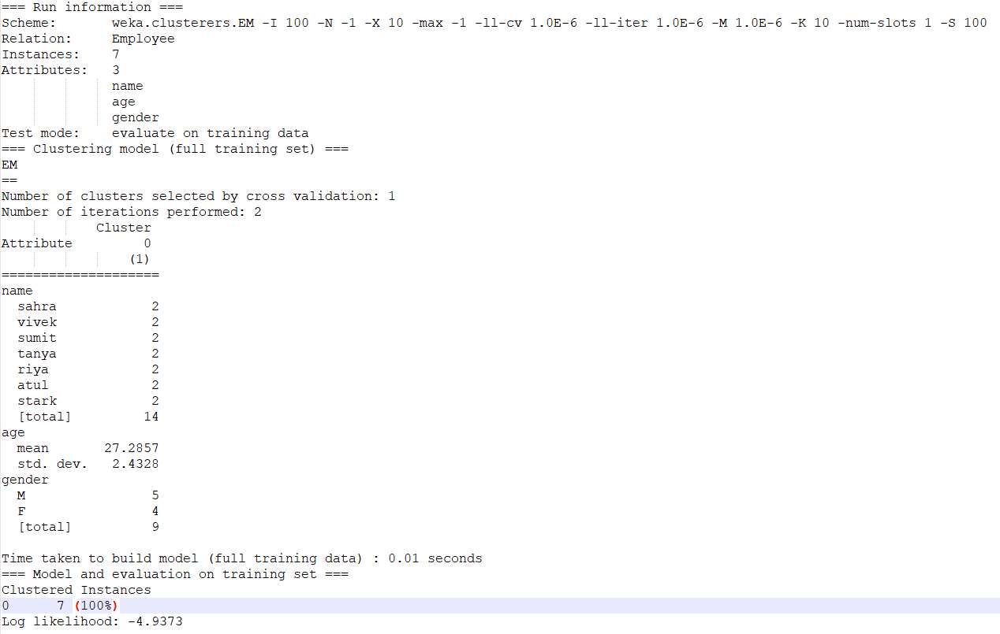 === Run information ===
Scheme:       weka.clusterers.EM -I 100 -N -1 -X 10 -max -1 -ll-cv 1.0E-6 -ll-iter 1.0E-6 -M 1.0E-6 -K 10 -num-slots 1 -S 100
Relation:     Employee
Instances:    7
Attributes:   3
              name
              age
              gender
Test mode:    evaluate on training data
=== Clustering model (full training set) ===
EM
==
Number of clusters selected by cross validation: 1
Number of iterations performed: 2
            Cluster
Attribute         0
                (1)
====================
name
  sahra            2
  vivek            2
  sumit            2
  tanya            2
  riya             2
  atul             2
  stark            2
  [total]         14
age
  mean       27.2857
  std. dev.   2.4328
gender
  M                5
  F                4
  [total]          9
Time taken to build model (full training data) : 0.01 seconds
=== Model and evaluation on training set ===
Clustered Instances
0      7 (100%)
Log likelihood: -4.9373